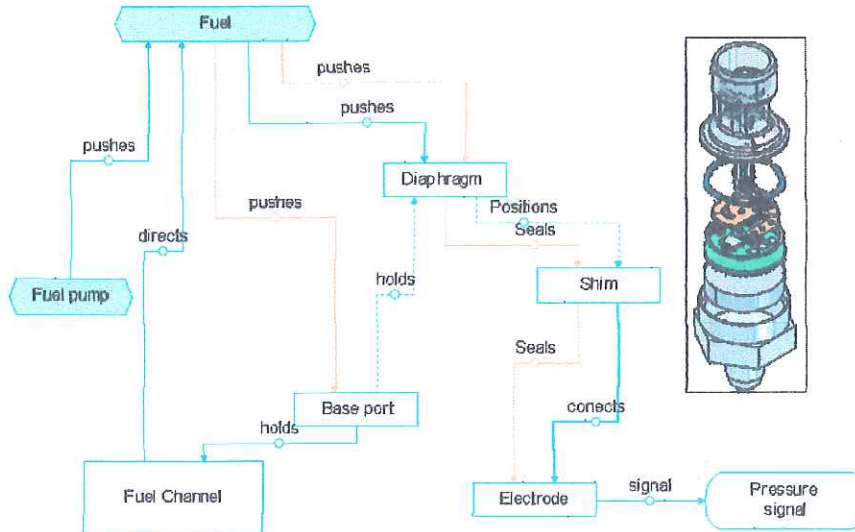 Fuel
pushes
pushes
pushes
Diaphragm
pushes
Positions
Seals
directs
holds
Fuel pump
Shim
Seals
Base port
holds
conects
Fuel Channel
Electrode
signal
Pressure
signal